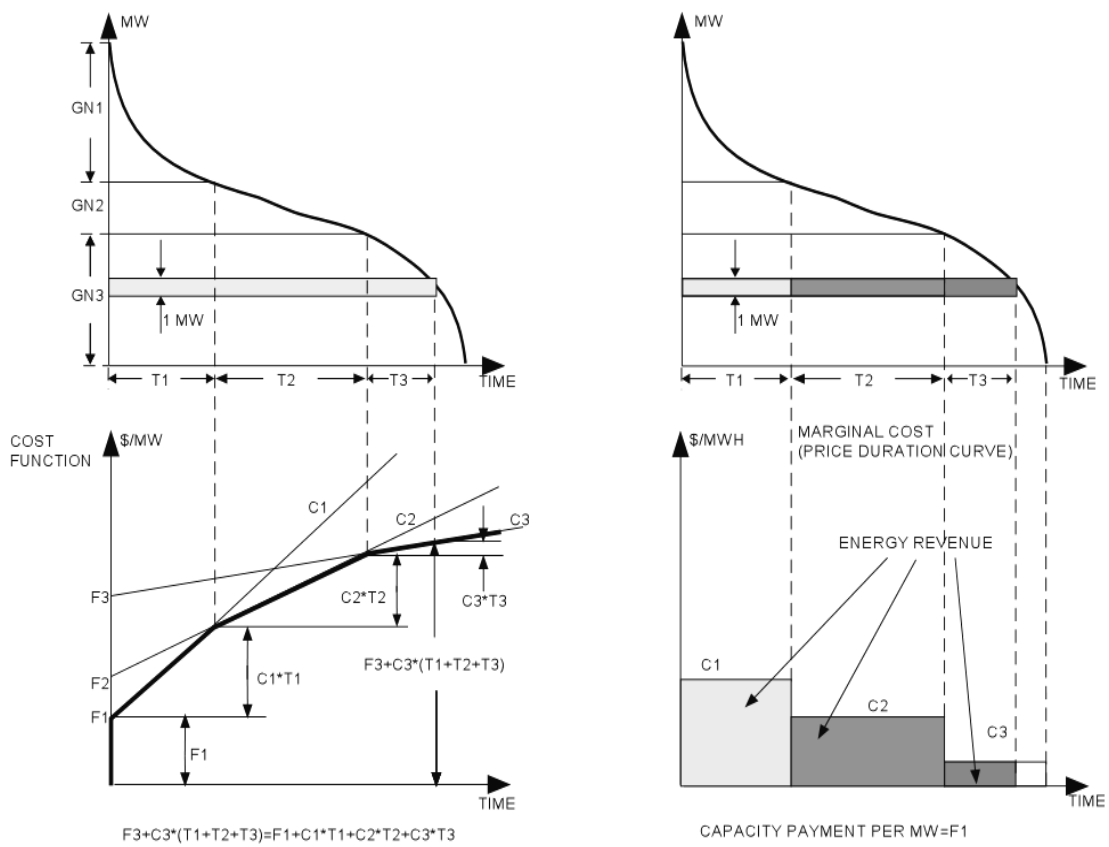 MW
GN1
GN2
GN3
1 MW
T1
T2
T3
TIME
COST
FUNCTION
$/MW
C1
C2
C3
F3
C2*T2
C3*T3
F3+C3*(T1+T2+T3)
F2
C1*T1
F1
F1
TIME
F3+C3*(T1+T2+T3)=F1+C1*T1+C2*T2+C3*T3
MW
1 MW
T1
T2
T3
TIME
$/MWH
MARGINAL COST
(PRICE DURATION CURVE)
ENERGY REVENUE
C1
C2
C3
TIME
CAPACITY PAYMENT PER MW=F1